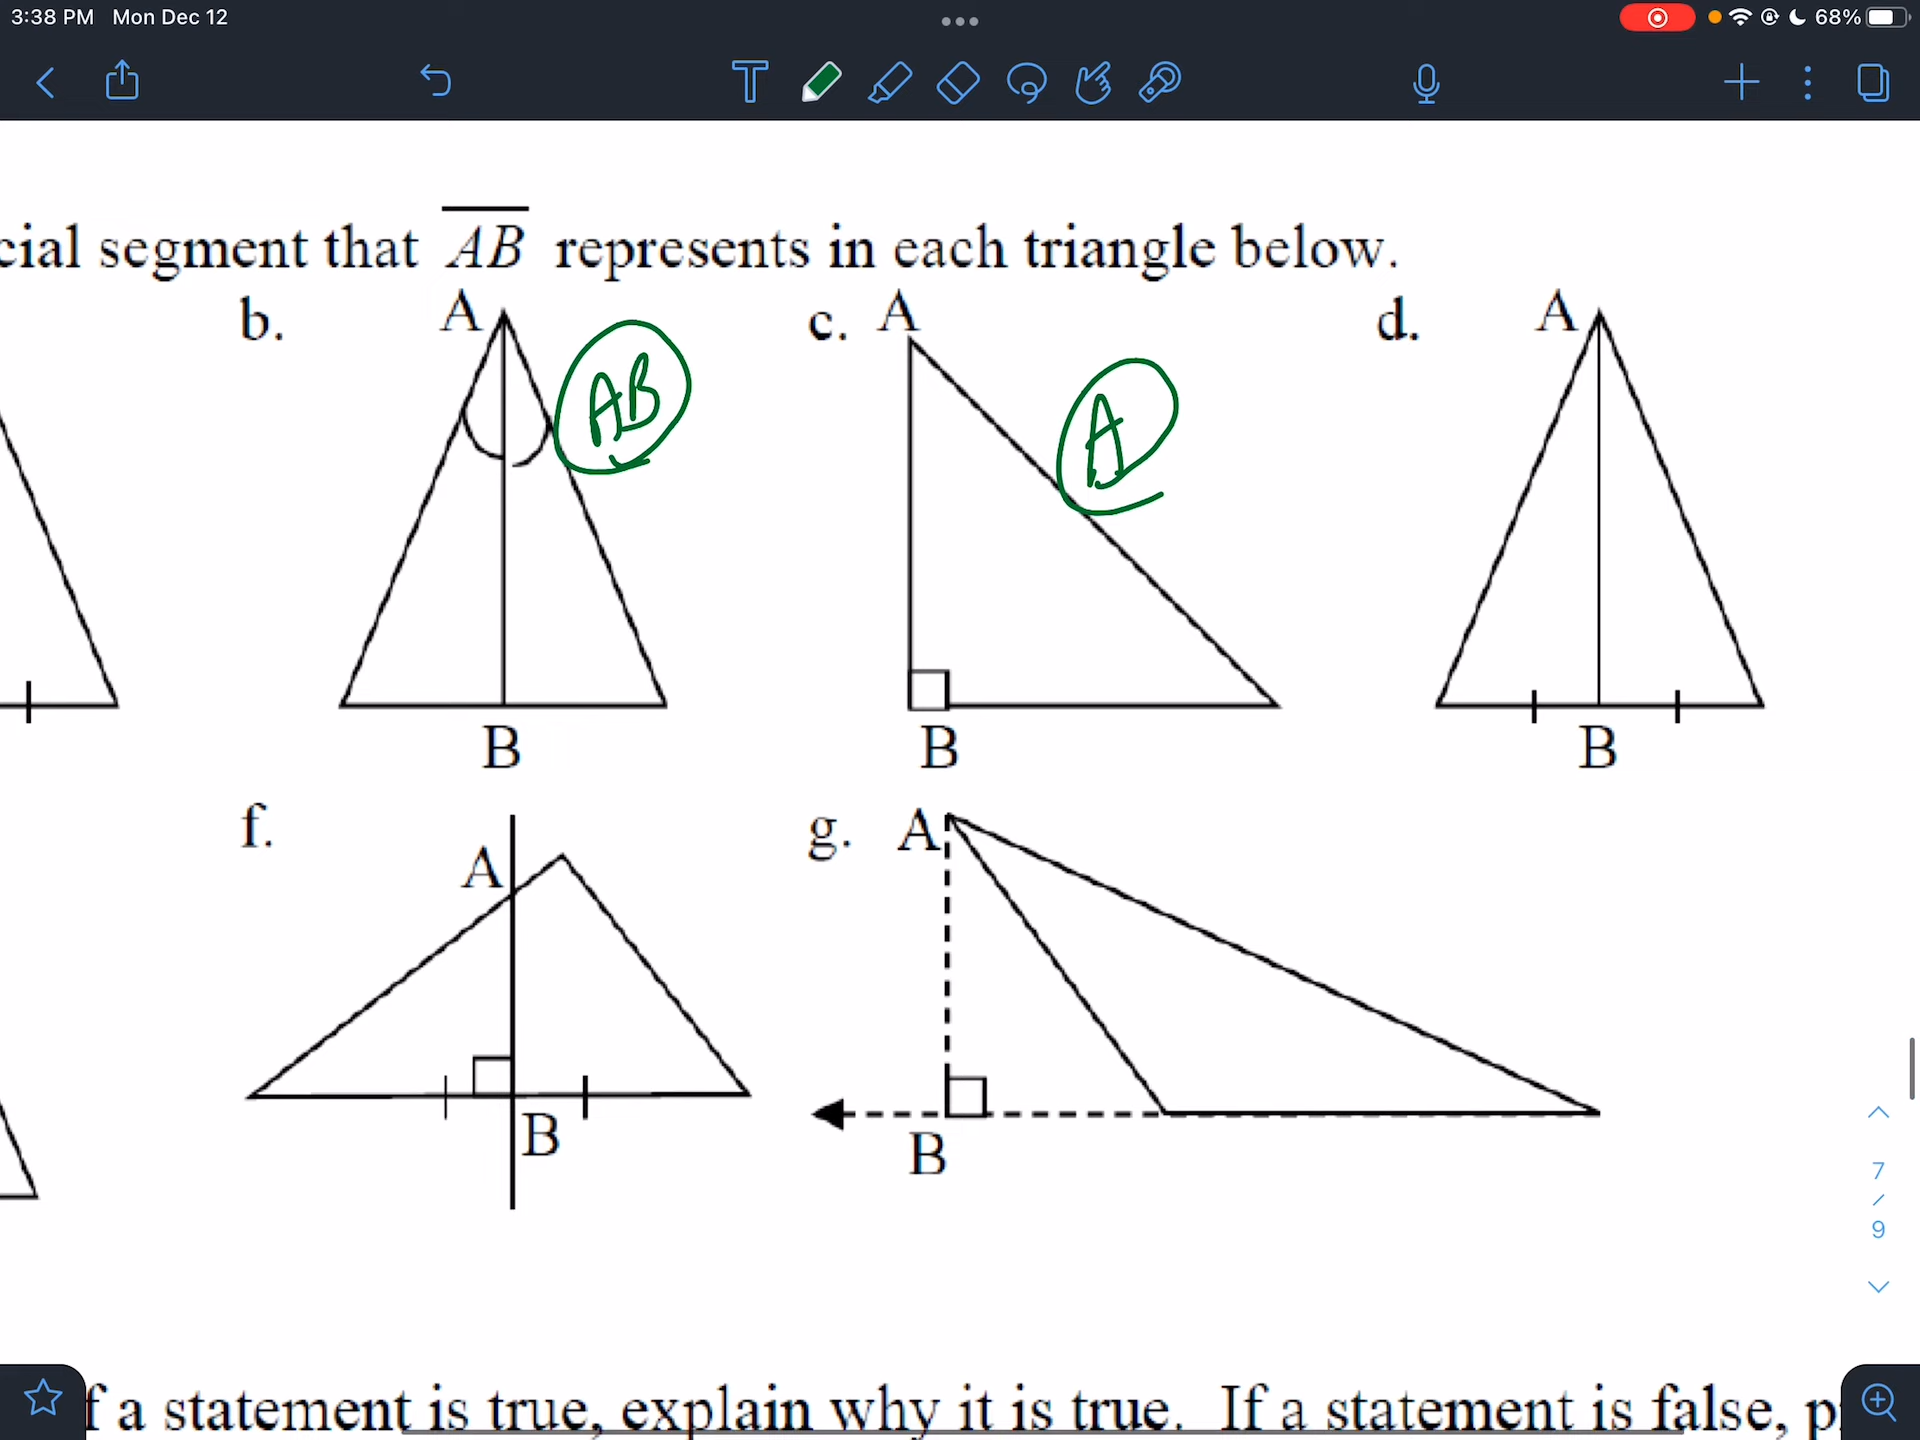 3:38 PM Mon Dec 12
68%
cial segment that AB represents in each triangle below.
b. A AB c. A A d. A
B B B
f. A g. A
B B
7
/
9
f a statement is true, explain why it is true. If a statement is false, p